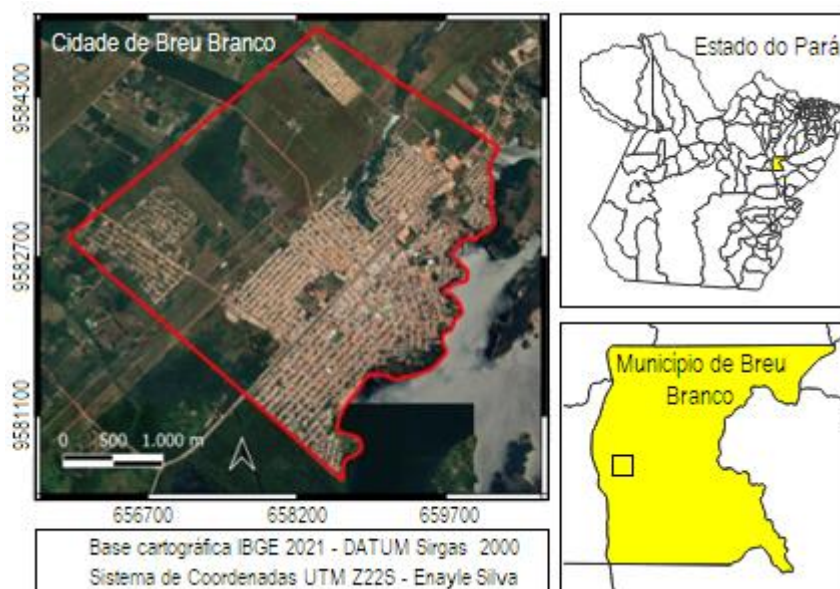 Cidade de Breu Branco
9584300
9582700
9581100
0 500 1.000 m
656700 658200 659700
Base cartográfica IBGE 2021 - DATUM Sirgas 2000
Sistema de Coordenadas UTM Z22S - Enayle Silva
Estado do Pará
Município de Breu
Branco